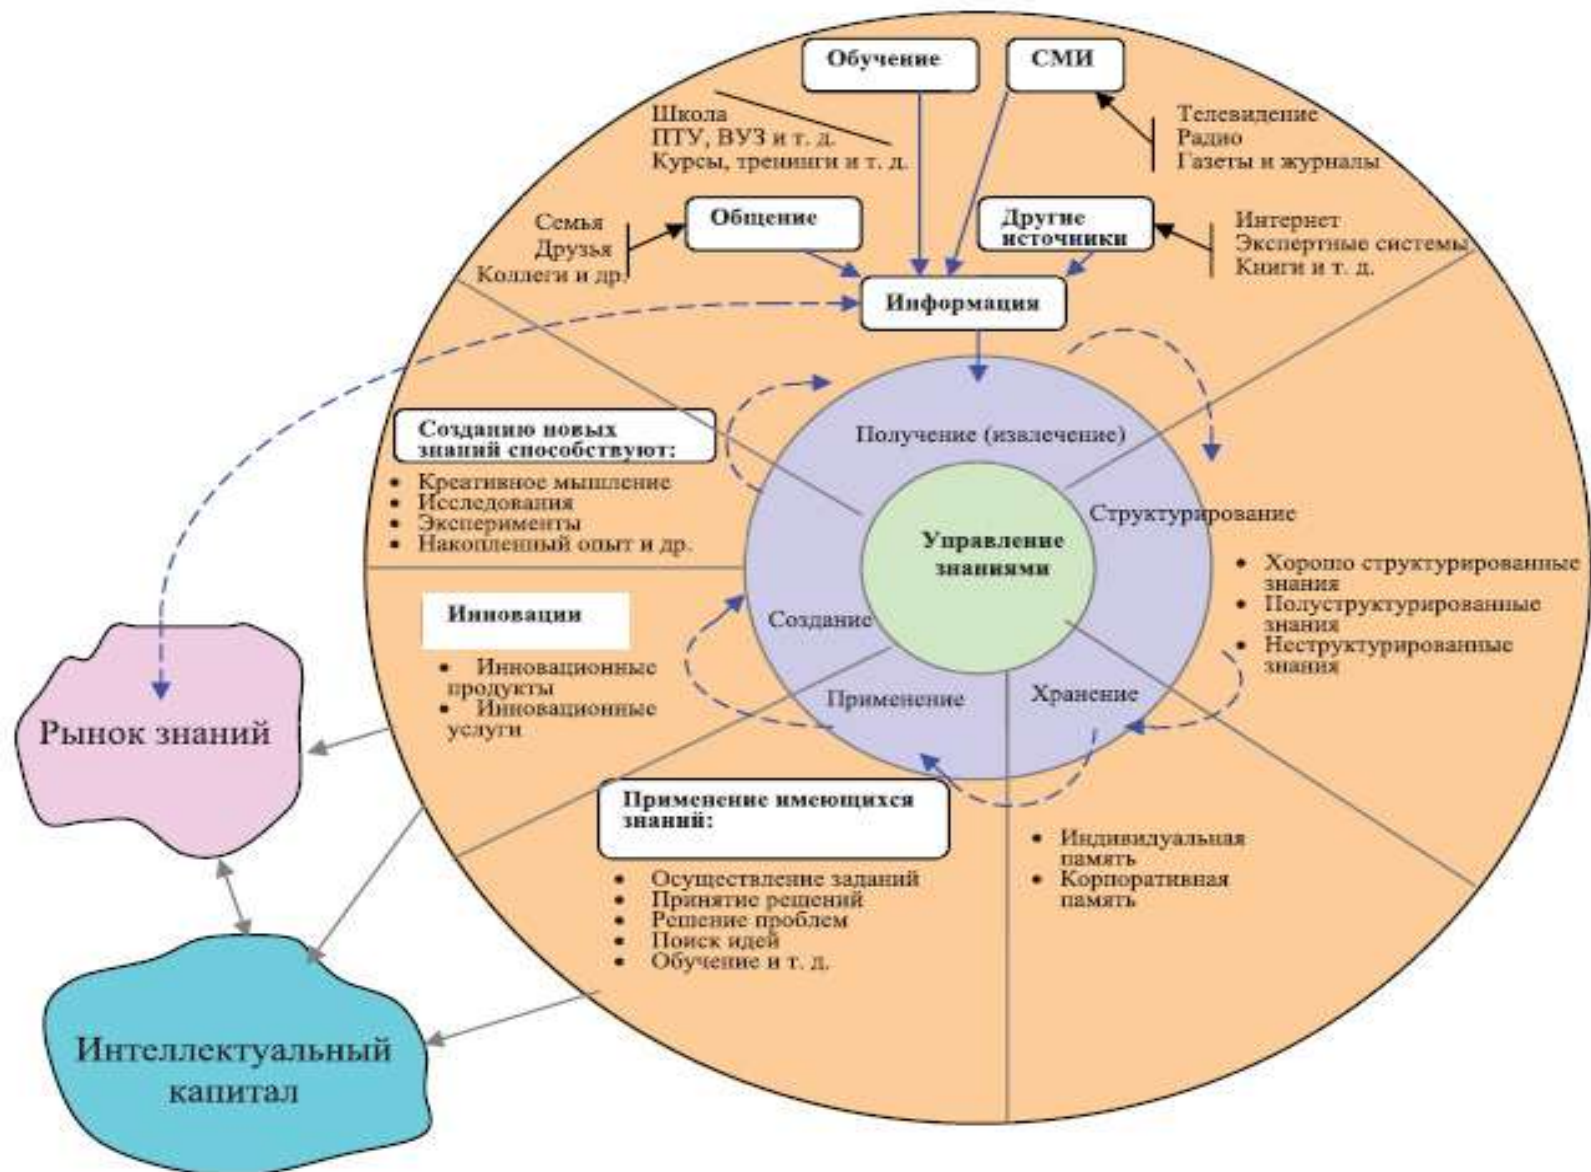 Обучение
СМИ
Школа
ПТУ, ВУЗ и т. д.
Курсы, тренинги и т. д.
Телевидение
Радио
Газеты и журналы
Семья
Друзья
Коллеги и др.
Общение
Другие
источники
Интернет
Экспертные системы
Книги и т. д.
Информация
Созданию новых
знаний способствуют:
• Креативное мышление
• Исследования
• Эксперименты
• Накопленный опыт и др.
Получение (извлечение)
Структурирование
Управление
знаниями
• Хорошо структурированные
знания
• Полуструктурированные
знания
• Неструктурированные
знания
Инновации
• Инновационные
продукты
• Инновационные
услуги
Создание
Применение
Хранение
Рынок знаний
Применение имеющихся
знаний:
• Осуществление заданий
• Принятие решений
• Решение проблем
• Поиск идей
• Обучение и т. д.
• Индивидуальная
память
• Корпоративная
память
Интеллектуальный
капитал